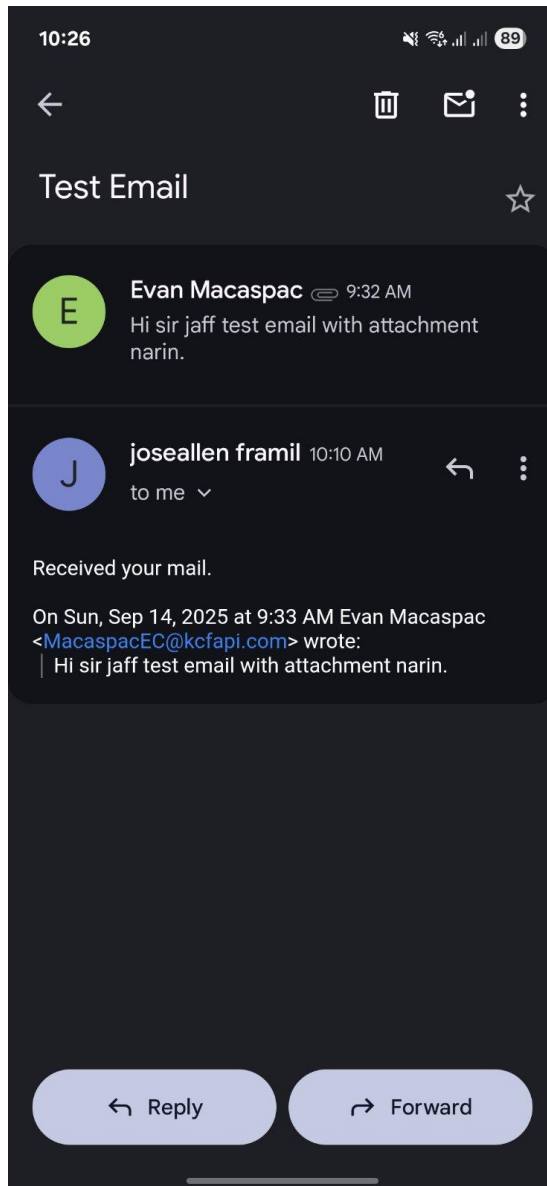 10:26
89
Test Email
E
Evan Macaspac 9:32 AM
Hi sir jaff test email with attachment
narin.
J
joseallen framil 10:10 AM
to me
Received your mail.
On Sun, Sep 14, 2025 at 9:33 AM Evan Macaspac
<MacaspacEC@kcfapi.com> wrote:
Hi sir jaff test email with attachment narin.
Reply
Forward